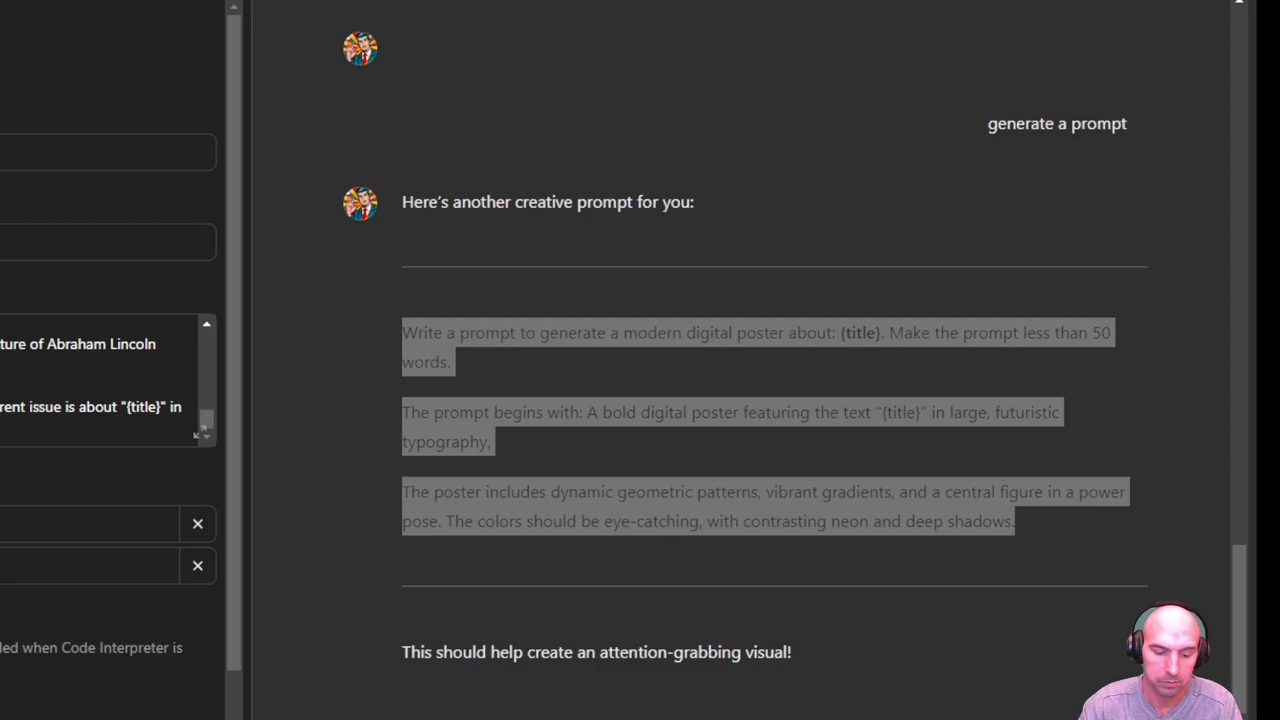 generate a prompt
Here's another creative prompt for you:
Write a prompt to generate a modern digital poster about: {title}. Make the prompt less than 50
words.
The prompt begins with: A bold digital poster featuring the text "{title}" in large, futuristic
typography,
The poster includes dynamic geometric patterns, vibrant gradients, and a central figure in a power
pose. The colors should be eye-catching, with contrasting neon and deep shadows.
This should help create an attention-grabbing visual!
ture of Abraham Lincoln
rent issue is about "{title}" in
led when Code Interpreter is